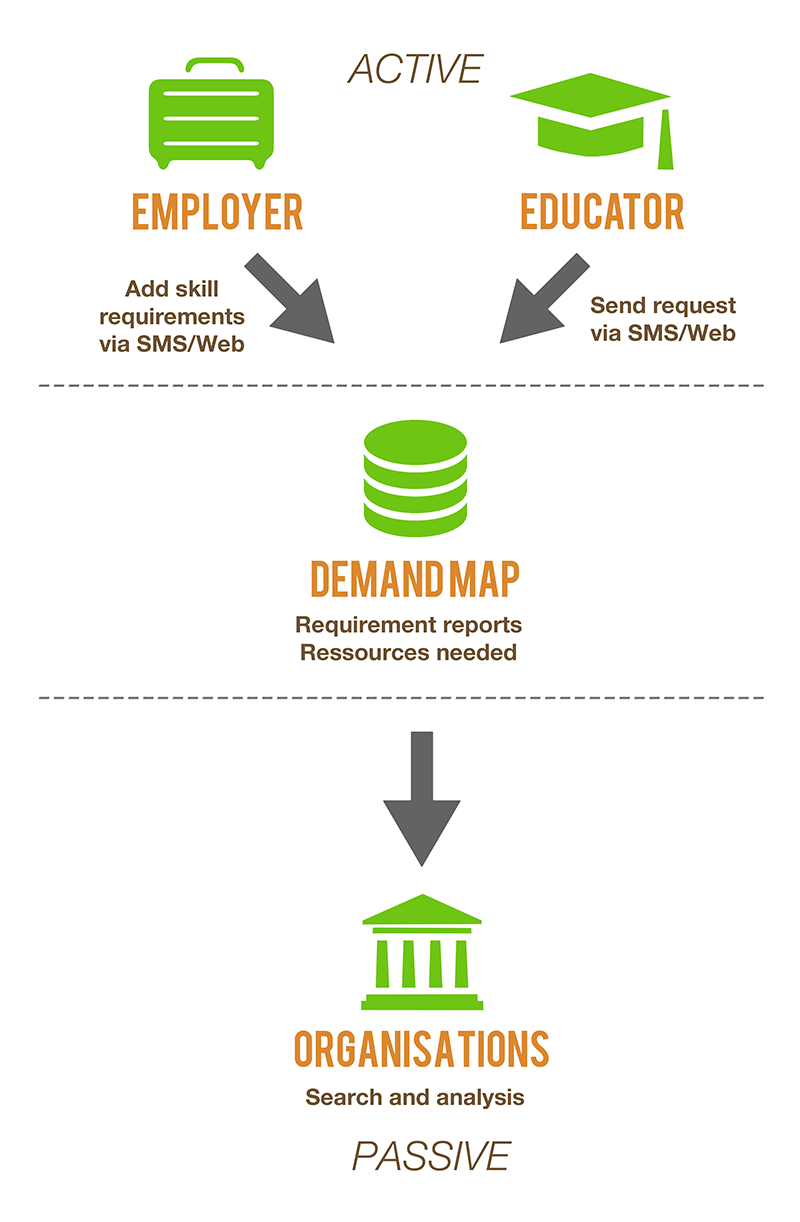 ACTIVE
EMPLOYER
EDUCATOR
Add skill
requirements
via SMS/Web
Send request
via SMS/Web
DEMAND MAP
Requirement reports
Ressources needed
ORGANISATIONS
Search and analysis
PASSIVE